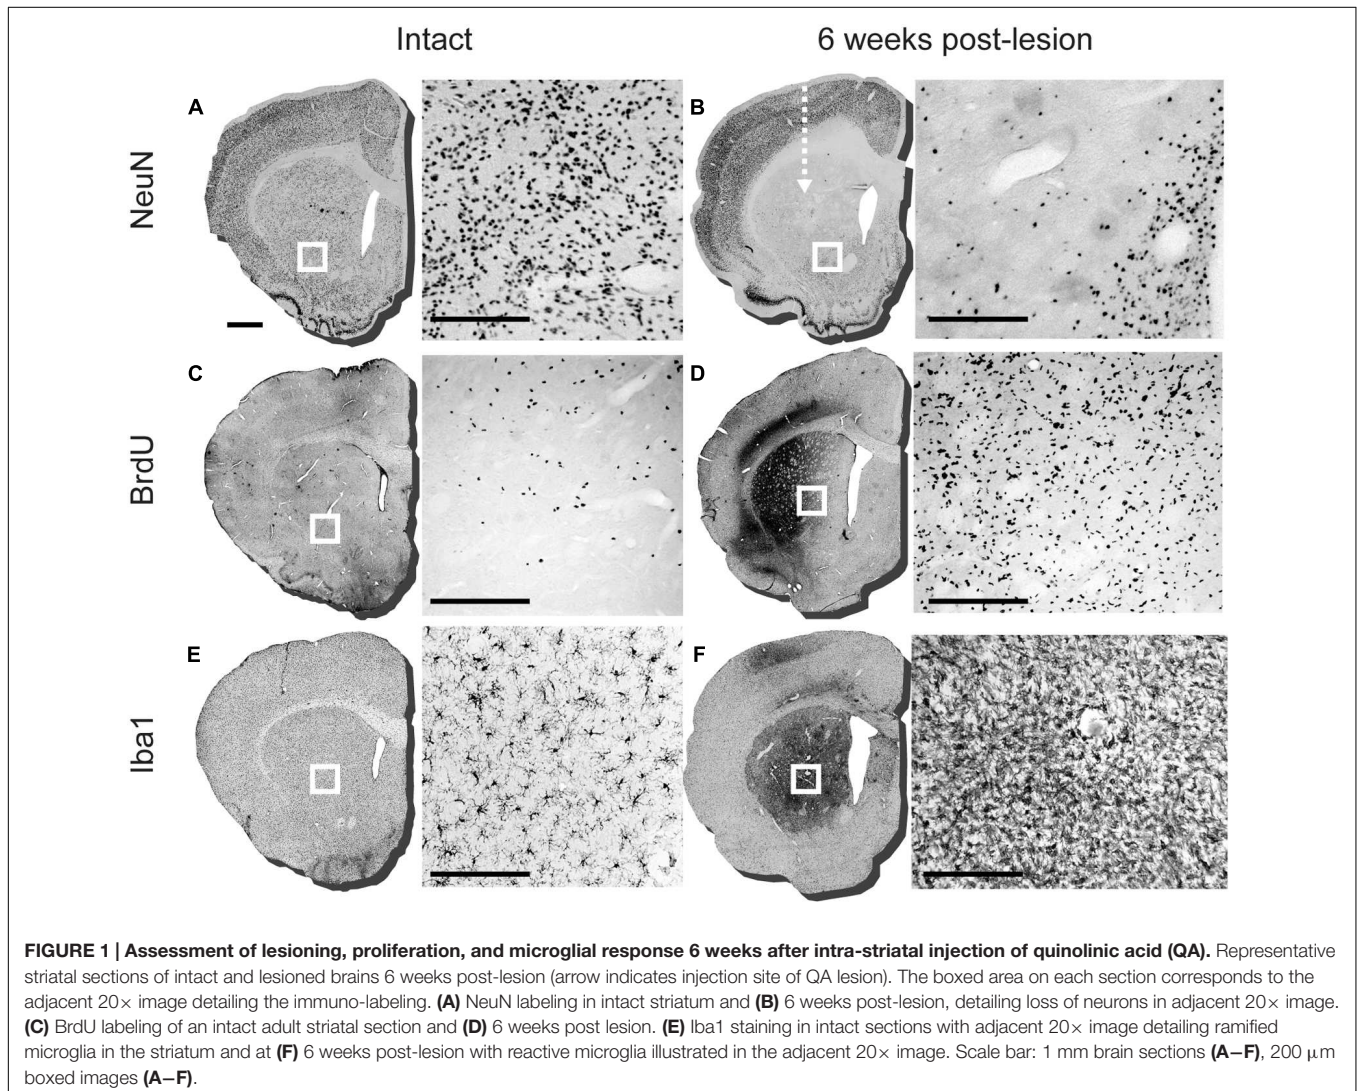 Intact
6 weeks post-lesion
NeuN
A
B
BrdU
C
D
Iba1
E
F
FIGURE 1 | Assessment of lesioning, proliferation, and microglial response 6 weeks after intra-striatal injection of quinolinic acid (QA). Representative
striatal sections of intact and lesioned brains 6 weeks post-lesion (arrow indicates injection site of QA lesion). The boxed area on each section corresponds to the
adjacent 20× image detailing the immuno-labeling. (A) NeuN labeling in intact striatum and (B) 6 weeks post-lesion, detailing loss of neurons in adjacent 20× image.
(C) BrdU labeling of an intact adult striatal section and (D) 6 weeks post lesion. (E) Iba1 staining in intact sections with adjacent 20× image detailing ramified
microglia in the striatum and at (F) 6 weeks post-lesion with reactive microglia illustrated in the adjacent 20× image. Scale bar: 1 mm brain sections (A–F), 200 μm
boxed images (A–F).